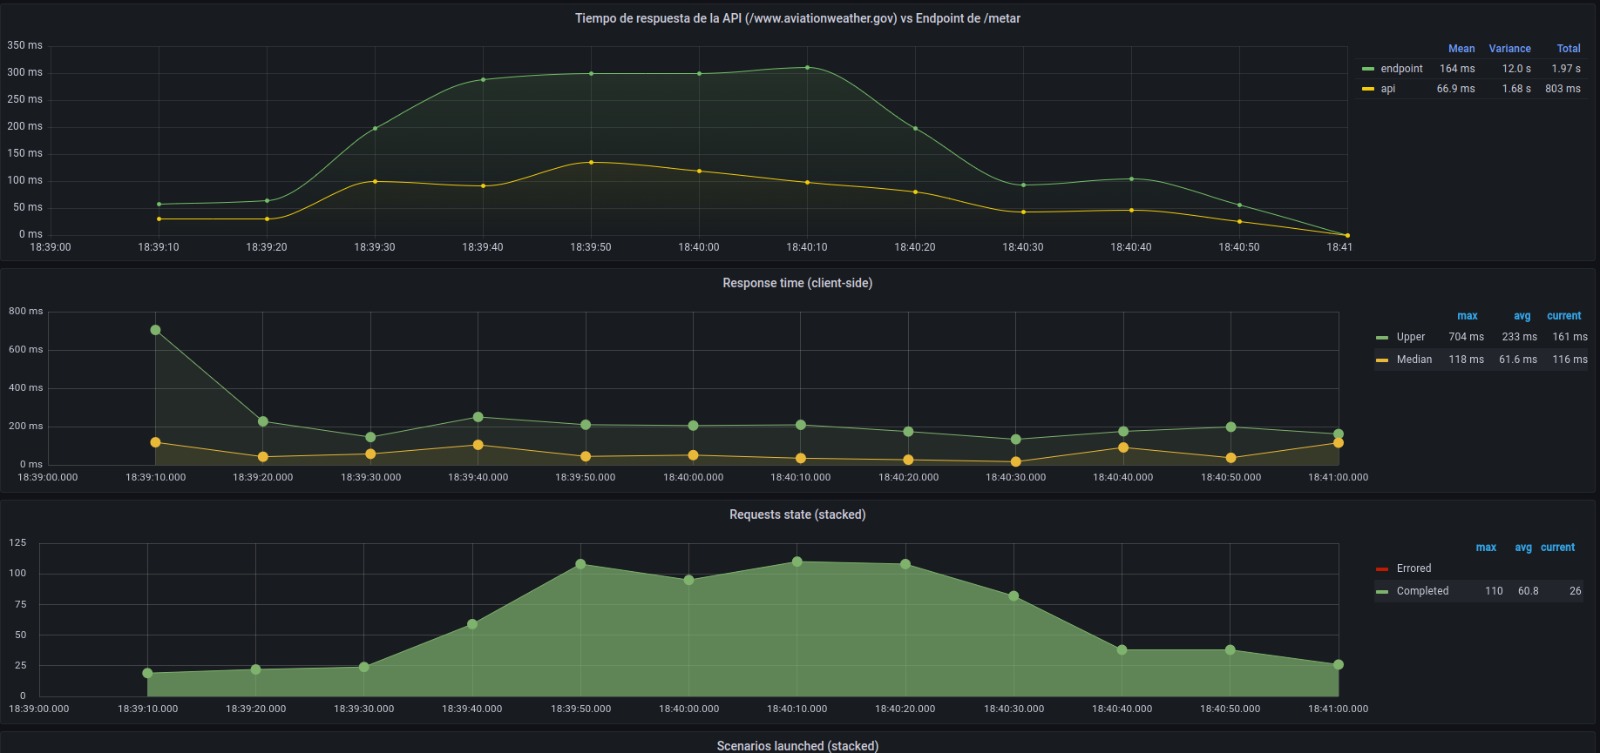 Tiempo de respuesta de la API (/www.aviationweather.gov) vs Endpoint de /metar
350 ms
300 ms
250 ms
200 ms
150 ms
100 ms
50 ms
0 ms
18:39:00 18:39:10 18:39:20 18:39:30 18:39:40 18:39:50 18:40:00 18:40:10 18:40:20 18:40:30 18:40:40 18:40:50 18:41
Mean Variance Total
endpoint 164 ms 12.0 s 1.97 s
api 66.9 ms 1.68 s 803 ms
Response time (client-side)
800 ms
600 ms
400 ms
200 ms
0 ms
18:39:00.000 18:39:10.000 18:39:20.000 18:39:30.000 18:39:40.000 18:39:50.000 18:40:00.000 18:40:10.000 18:40:20.000 18:40:30.000 18:40:40.000 18:40:50.000 18:41:00.000
max avg current
Upper 704 ms 233 ms 161 ms
Median 118 ms 61.6 ms 116 ms
Requests state (stacked)
125
100
75
50
25
0
18:39:00.000 18:39:10.000 18:39:20.000 18:39:30.000 18:39:40.000 18:39:50.000 18:40:00.000 18:40:10.000 18:40:20.000 18:40:30.000 18:40:40.000 18:40:50.000 18:41:00.000
max avg current
Errored
Completed 110 60.8 26
Scenarios launched (stacked)